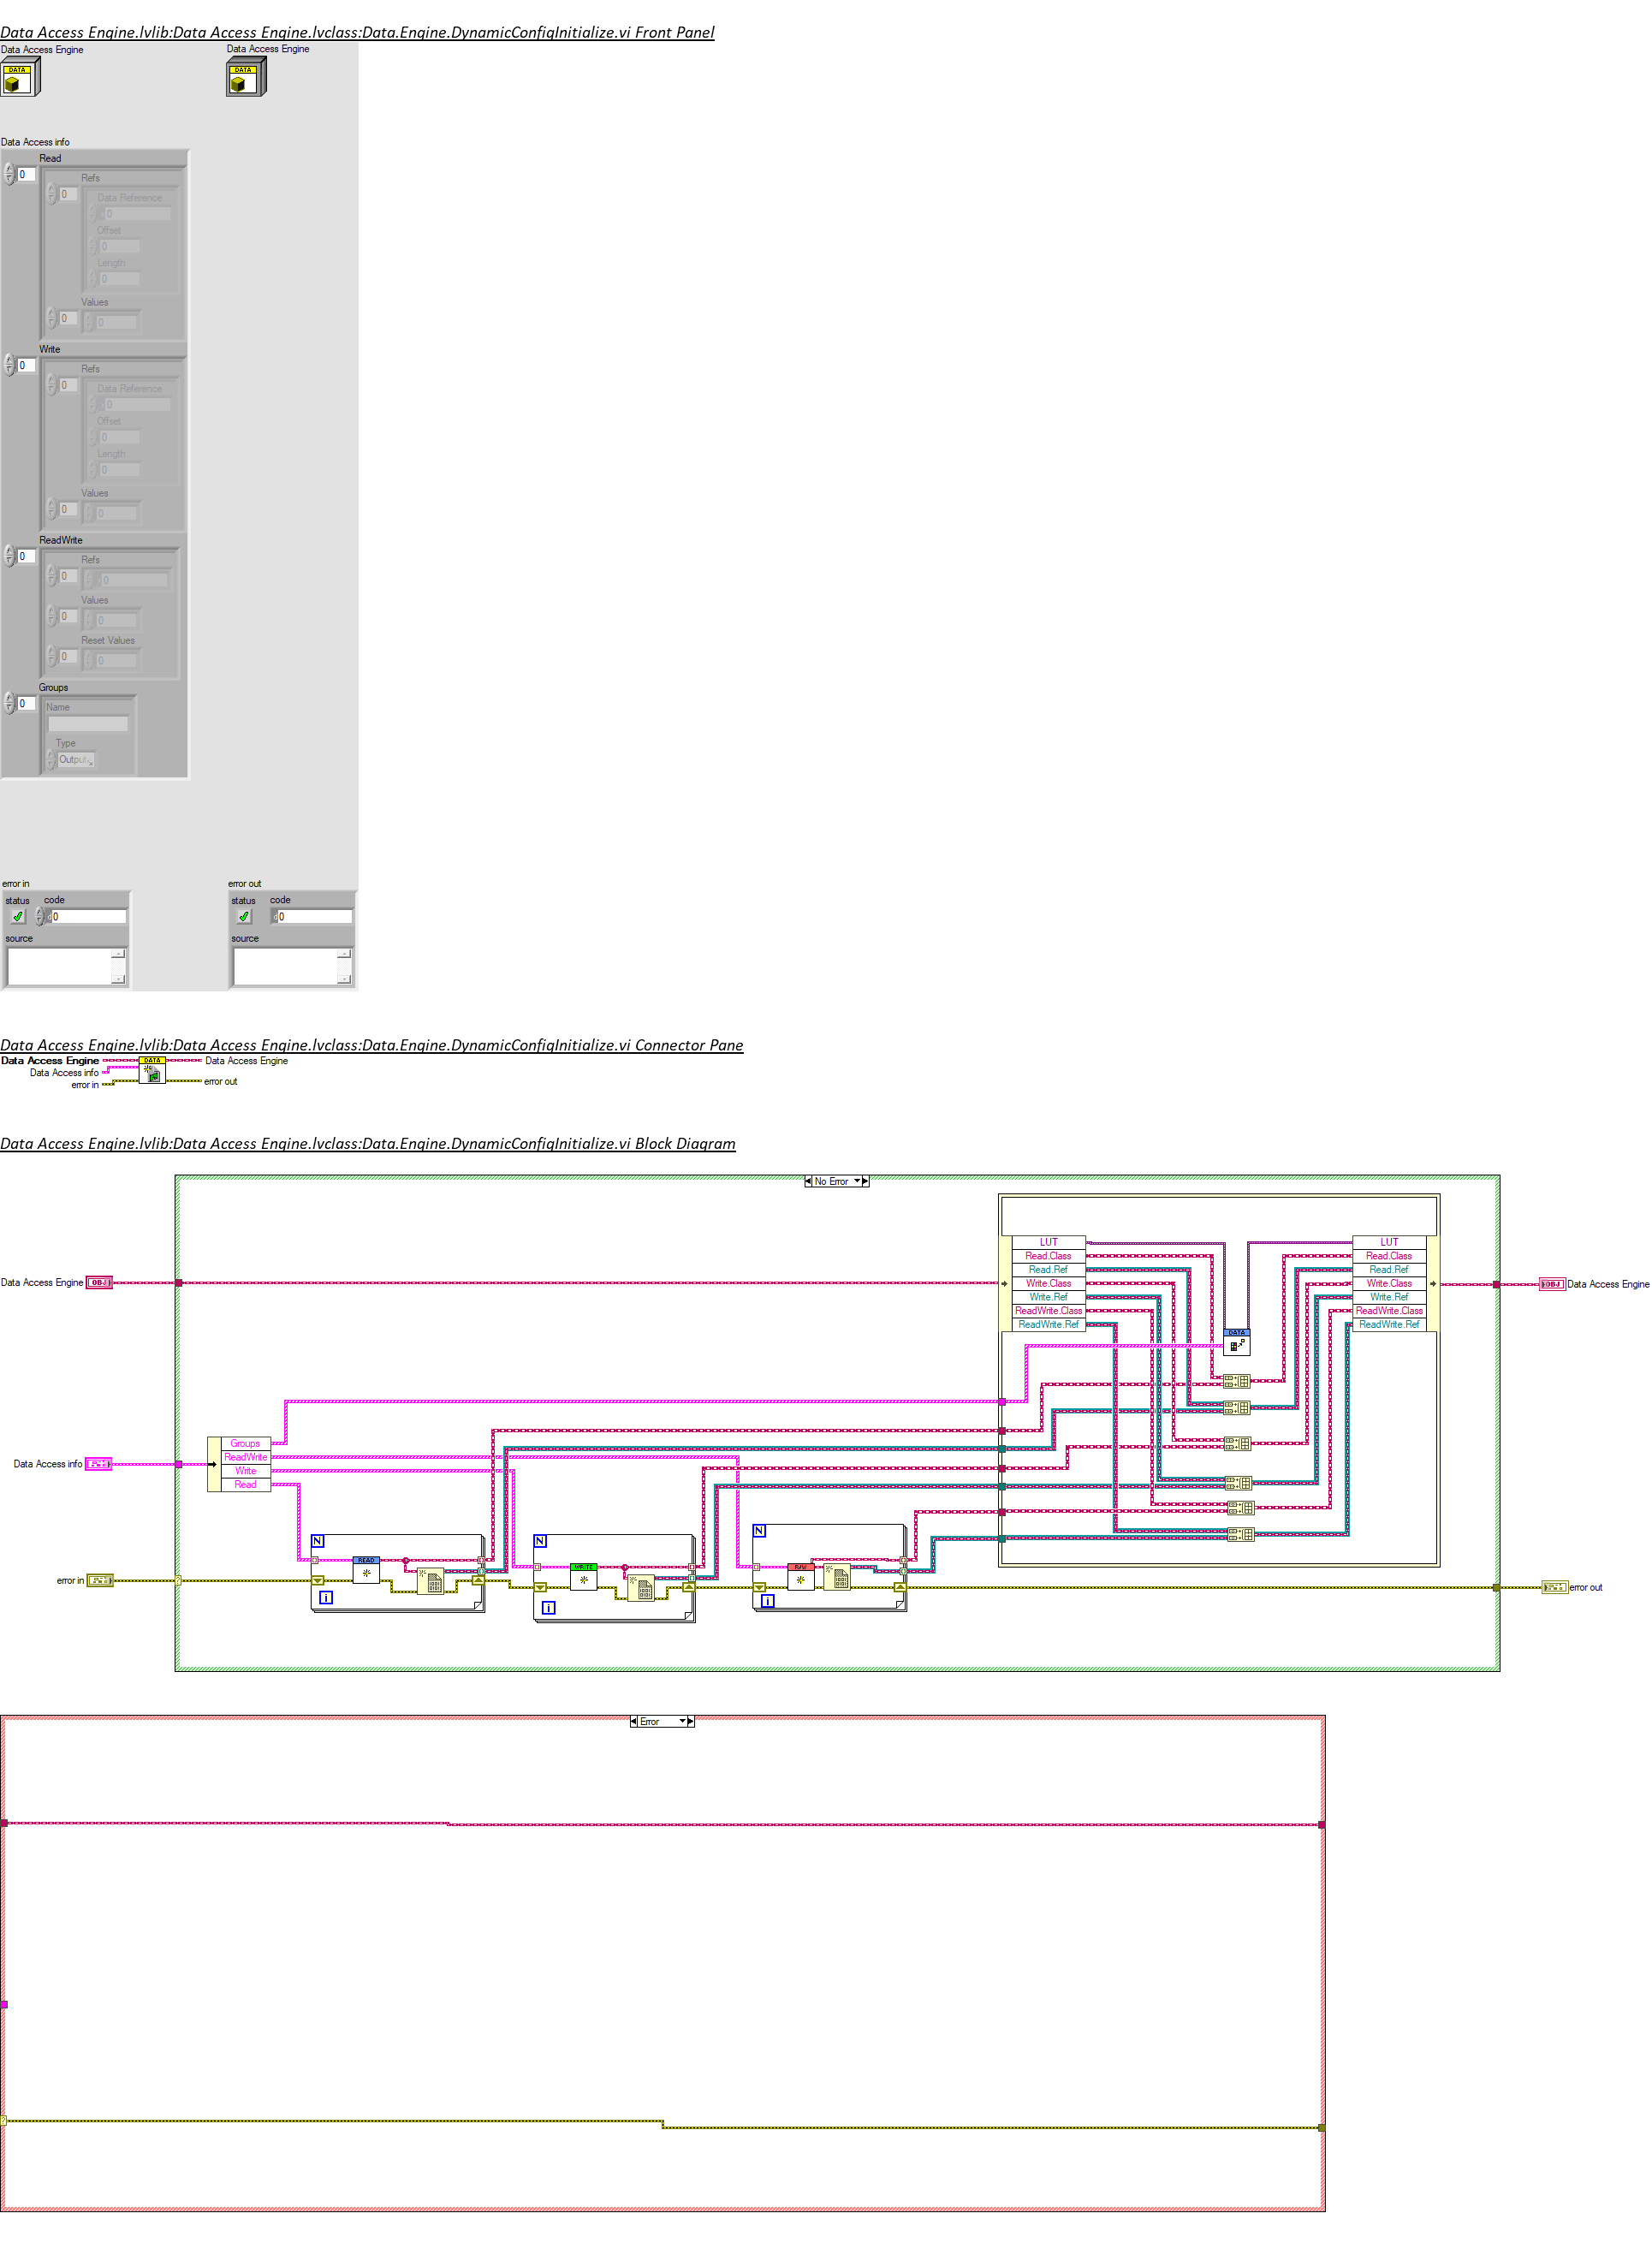 Data Access Engine.lvlib:Data Access Engine.lvclass:Data.Engine.DynamicConfigInitialize.vi Front Panel
Data Access Engine
Data Access Engine
DATA
DATA
Data Access info
Read
0
Refs
0
Data Reference
0
Offset
0
Length
0
Values
0
0
Write
0
Refs
0
Data Reference
0
Offset
0
Length
0
Values
0
0
ReadWrite
0
Refs
0
0
Values
0
0
Reset Values
0
0
Groups
0
Name
Type
Output
error in
error out
status code
status code
d 0
d 0
source
source
Data Access Engine.lvlib:Data Access Engine.lvclass:Data.Engine.DynamicConfigInitialize.vi Connector Pane
Data Access Engine
DATA
Data Access Engine
Data Access info
error in
error out
Data Access Engine.lvlib:Data Access Engine.lvclass:Data.Engine.DynamicConfigInitialize.vi Block Diagram
No Error
LUT
LUT
Read.Class
Read.Class
Read.Ref
Read.Ref
Data Access Engine
OBJ
Write.Class
Write.Class
OBJ
Data Access Engine
Write.Ref
Write.Ref
ReadWrite.Class
ReadWrite.Class
ReadWrite.Ref
ReadWrite.Ref
DATA
Groups
ReadWrite
Data Access info
Write
Read
N
N
N
READ
WRITE
R/W
error in
?
error out
i
i
i
Error
?